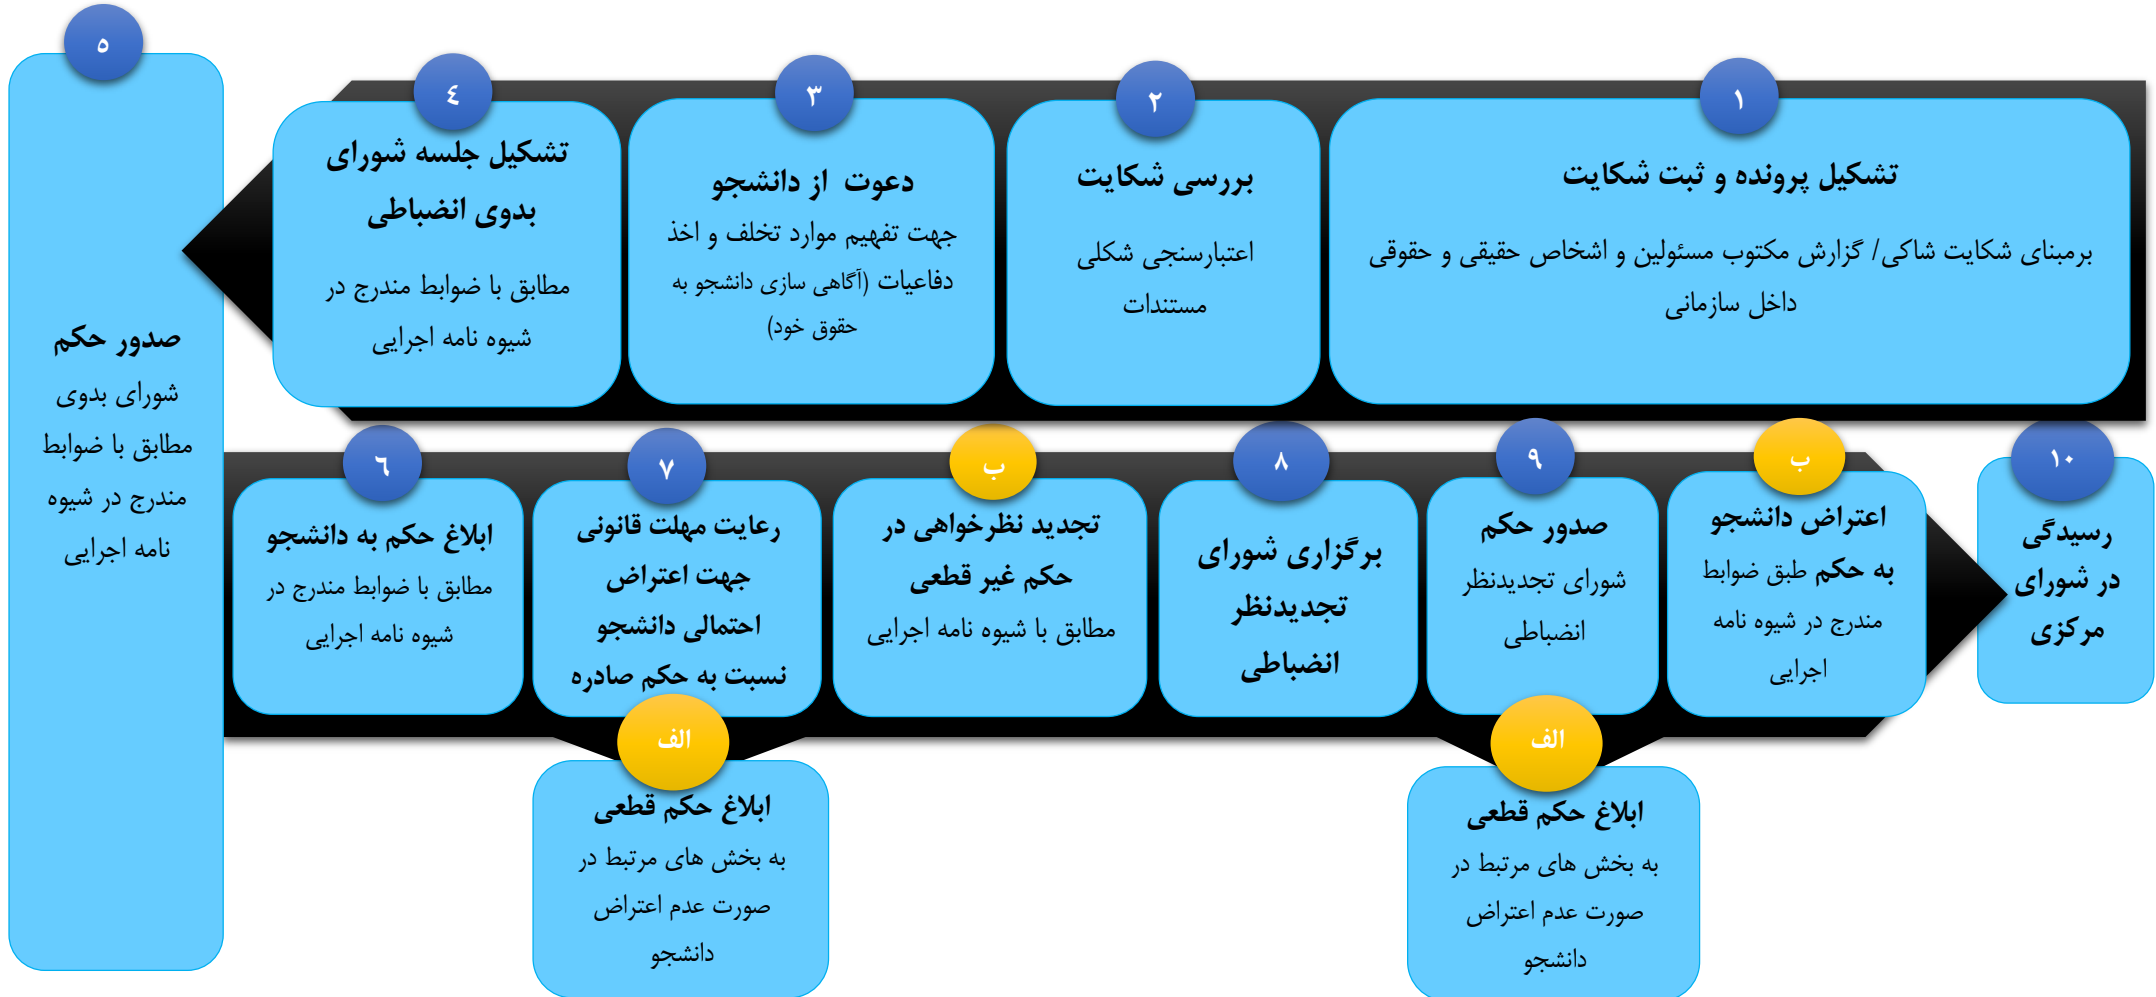 ۱
تشکیل پرونده و ثبت شکایت
برمبنای شکایت شاکی/ گزارش مکتوب مسئولین و اشخاص حقیقی و حقوقی
داخل سازمانی
۲
بررسی شکایت
اعتبارسنجی شکلی
مستندات
۳
دعوت از دانشجو
جهت تفهیم موارد تخلف و اخذ
دفاعیات (آگاهی سازی دانشجو به
حقوق خود)
٤
تشکیل جلسه شورای
بدوی انضباطی
مطابق با ضوابط مندرج در
شیوه نامه اجرایی
٥
صدور حکم
شورای بدوی
مطابق با ضوابط
مندرج در شیوه
نامه اجرایی
٦
ابلاغ حکم به دانشجو
مطابق با ضوابط مندرج در
شیوه نامه اجرایی
۷
رعایت مهلت قانونی
جهت اعتراض
احتمالی دانشجو
نسبت به حکم صادره
الف
ابلاغ حکم قطعی
به بخش های مرتبط در
صورت عدم اعتراض
دانشجو
ب
تجدید نظرخواهی در
حکم غیر قطعی
مطابق با شیوه نامه اجرایی
۸
برگزاری شورای
تجدیدنظر
انضباطی
۹
صدور حکم
شورای تجدیدنظر
انضباطی
الف
ابلاغ حکم قطعی
به بخش های مرتبط در
صورت عدم اعتراض
دانشجو
ب
اعتراض دانشجو
به حکم طبق ضوابط
مندرج در شیوه نامه
اجرایی
۱۰
رسیدگی
در شورای
مرکزی